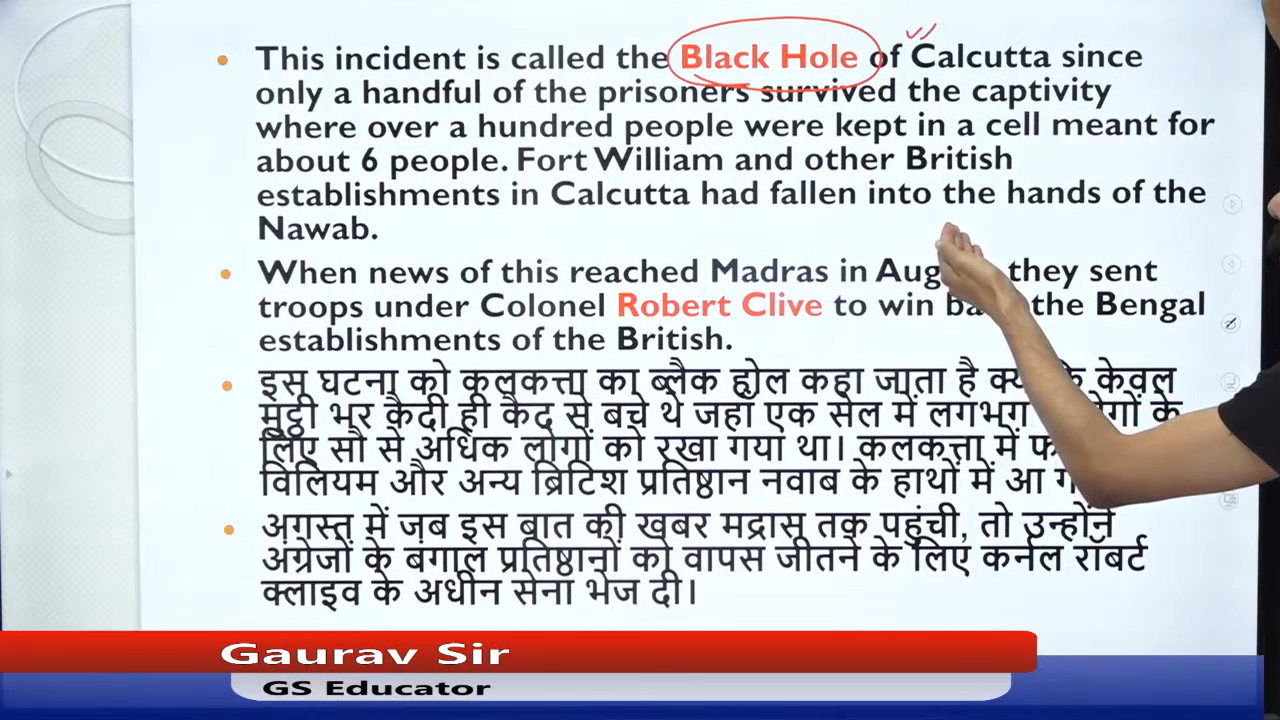 This incident is called the Black Hole of Calcutta since
only a handful of the prisoners survived the captivity
where over a hundred people were kept in a cell meant for
about 6 people. Fort William and other British
establishments in Calcutta had fallen into the hands of the
Nawab.
When news of this reached Madras in they sent
troops under Colonel Robert Clive to win the Bengal
establishments of the British.
इस घटना को कलकत्ता का ब्लैक होल कहा जाता है केवल
मुट्ठी भर कैदी ही कैद से बचे थे जहाँ एक सेल में लगभग के
लिए सौ से अधिक लोगों को रखा गया था। कलकत्ता में
विलियम और अन्य ब्रिटिश प्रतिष्ठान नवाब के हाथों में आ
अगस्त में जब इस बात की खबर मद्रास तक पहुंची, तो उन्होंने
अंग्रेजों के बंगाल प्रतिष्ठानों को वापस जीतने के लिए कर्नल रॉबर्ट
क्लाइव के अधीन सेना भेज दी।
Gaurav Sir
GS Educator